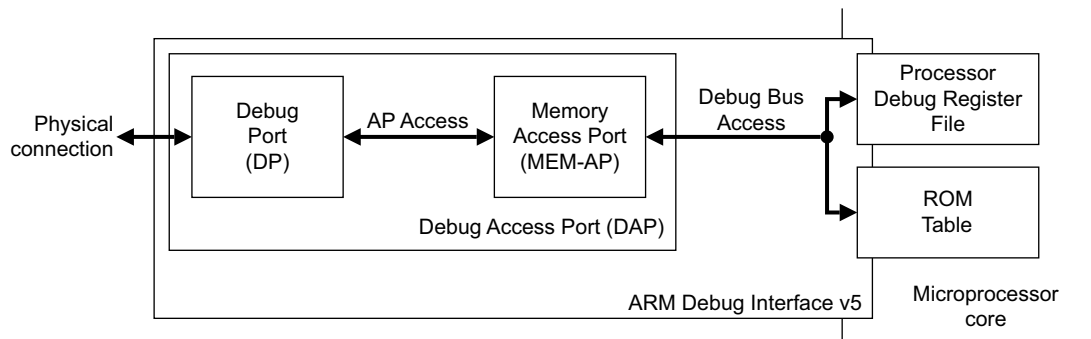 Physical
connection
Debug
Port
(DP)
AP Access
Memory
Access Port
(MEM-AP)
Debug Access Port (DAP)
Debug Bus
Access
Processor
Debug Register
File
ROM
Table
ARM Debug Interface v5
Microprocessor
core